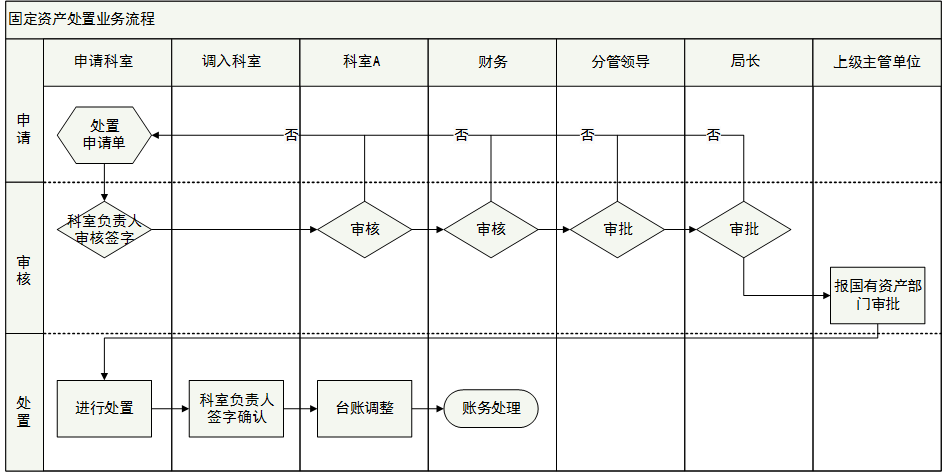 固定资产处置业务流程
申请科室
调入科室
科室A
财务
分管领导
局长
上级主管单位
申
请
处置
申请单
否
否
否
否
审
核
科室负责人
审核签字
审核
审核
审批
审批
报国有资产部
门审批
处
置
进行处置
科室负责人
签字确认
台账调整
账务处理